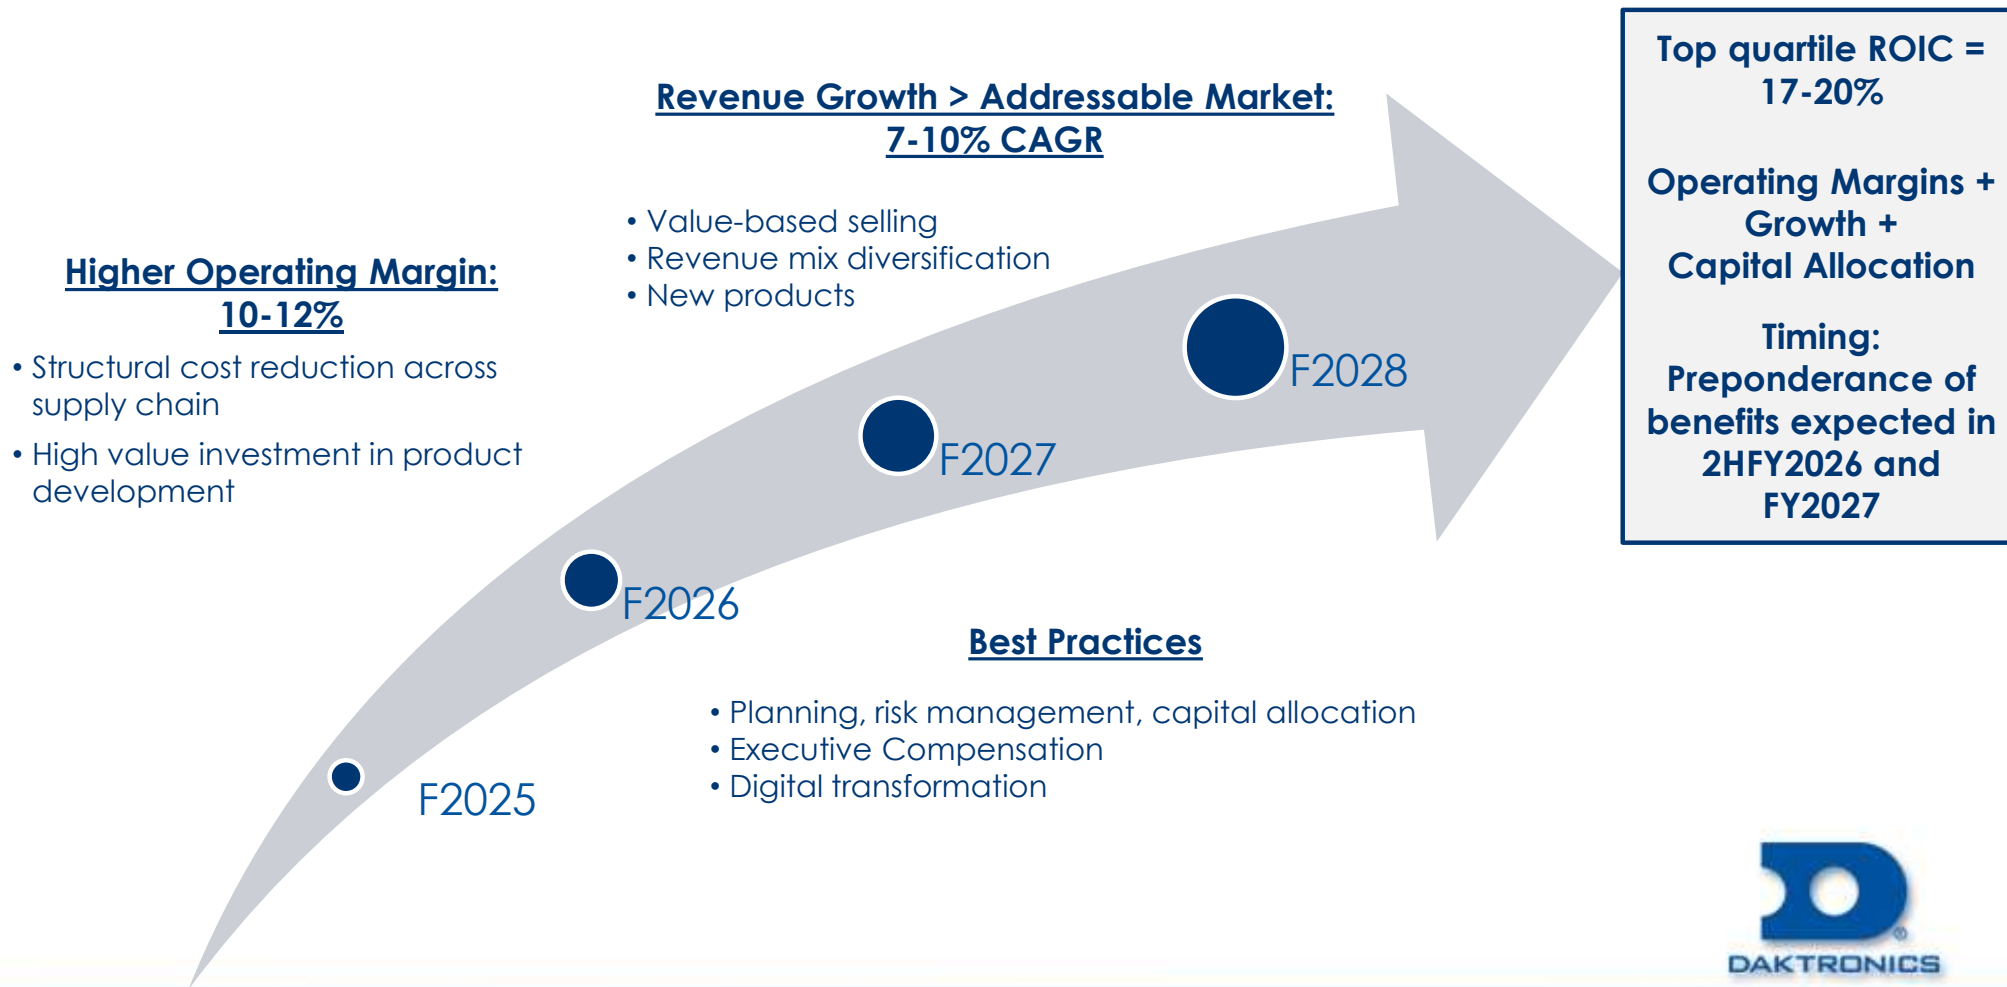 Higher Operating Margin:
10-12%
• Structural cost reduction across
supply chain
• High value investment in product
development
Revenue Growth > Addressable Market:
7-10% CAGR
• Value-based selling
• Revenue mix diversification
• New products
F2025
F2026
F2027
F2028
Best Practices
• Planning, risk management, capital allocation
• Executive Compensation
• Digital transformation
Top quartile ROIC =
17-20%
Operating Margins +
Growth +
Capital Allocation
Timing:
Preponderance of
benefits expected in
2HFY2026 and
FY2027
®
DAKTRONICS